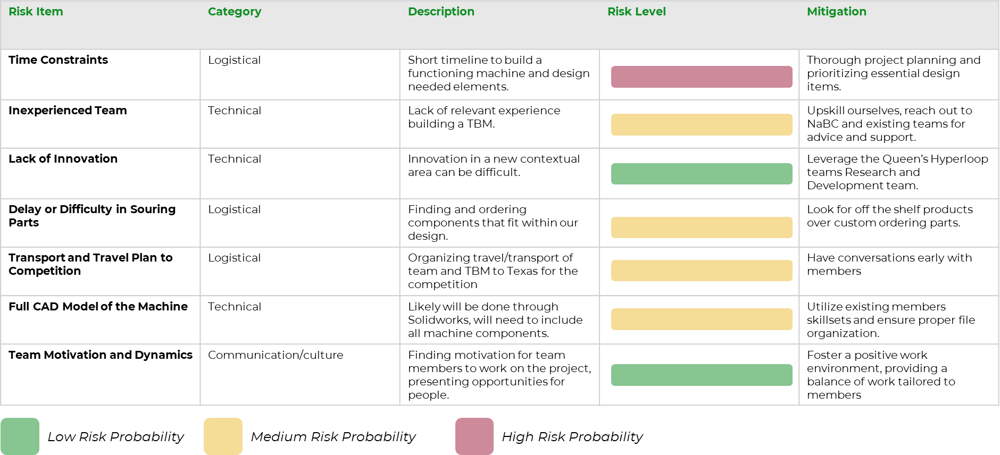 Risk Item
Category
Description
Risk Level
Mitigation
Time Constraints
Logistical
Short timeline to build a
functioning machine and design
needed elements.
Thorough project planning and
prioritizing essential design
items.
Inexperienced Team
Technical
Lack of relevant experience
building a TBM.
Upskill ourselves, reach out to
NaBC and existing teams for
advice and support.
Lack of Innovation
Technical
Innovation in a new contextual
area can be difficult.
Leverage the Queen's Hyperloop
teams Research and
Development team.
Delay or Difficulty in Souring
Parts
Logistical
Finding and ordering
components that fit within our
design.
Look for off the shelf products
over custom ordering parts.
Transport and Travel Plan to
Competition
Logistical
Organizing travel/transport of
team and TBM to Texas for the
competition
Have conversations early with
members
Full CAD Model of the Machine
Technical
Likely will be done through
Solidworks, will need to include
all machine components.
Utilize existing members
skillsets and ensure proper file
organization.
Team Motivation and Dynamics
Communication/culture
Finding motivation for team
members to work on the project,
presenting opportunities for
people.
Foster a positive work
environment, providing a
balance of work tailored to
members
Low Risk Probability
Medium Risk Probability
High Risk Probability